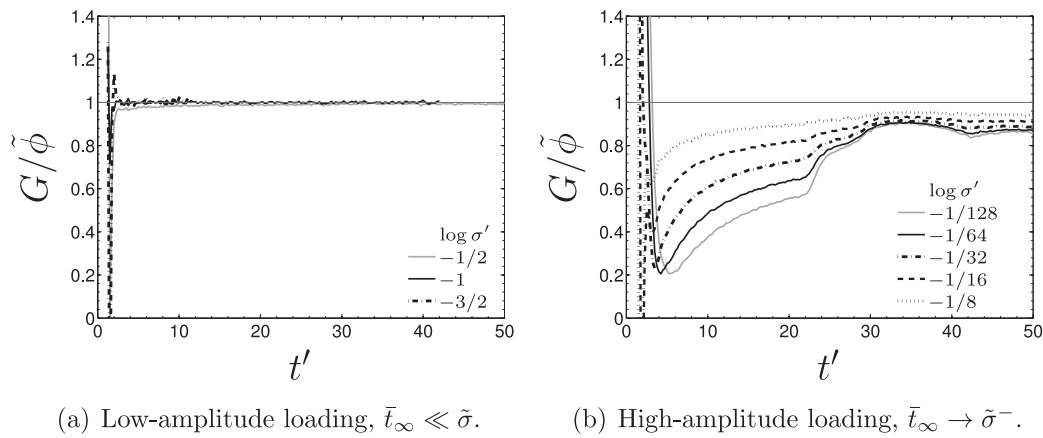 1.4
1.2
1
0.8
0.6
0.4
0.2
0
G/ϕ̃
log σ′
−1/2
−1
−3/2
0 10 20 30 40 50
t′
(a) Low-amplitude loading, t̄∞ ≪ σ̃.
1.4
1.2
1
0.8
0.6
0.4
0.2
0
G/ϕ̃
log σ′
−1/128
−1/64
−1/32
−1/16
−1/8
0 10 20 30 40 50
t′
(b) High-amplitude loading, t̄∞ → σ̃⁻.